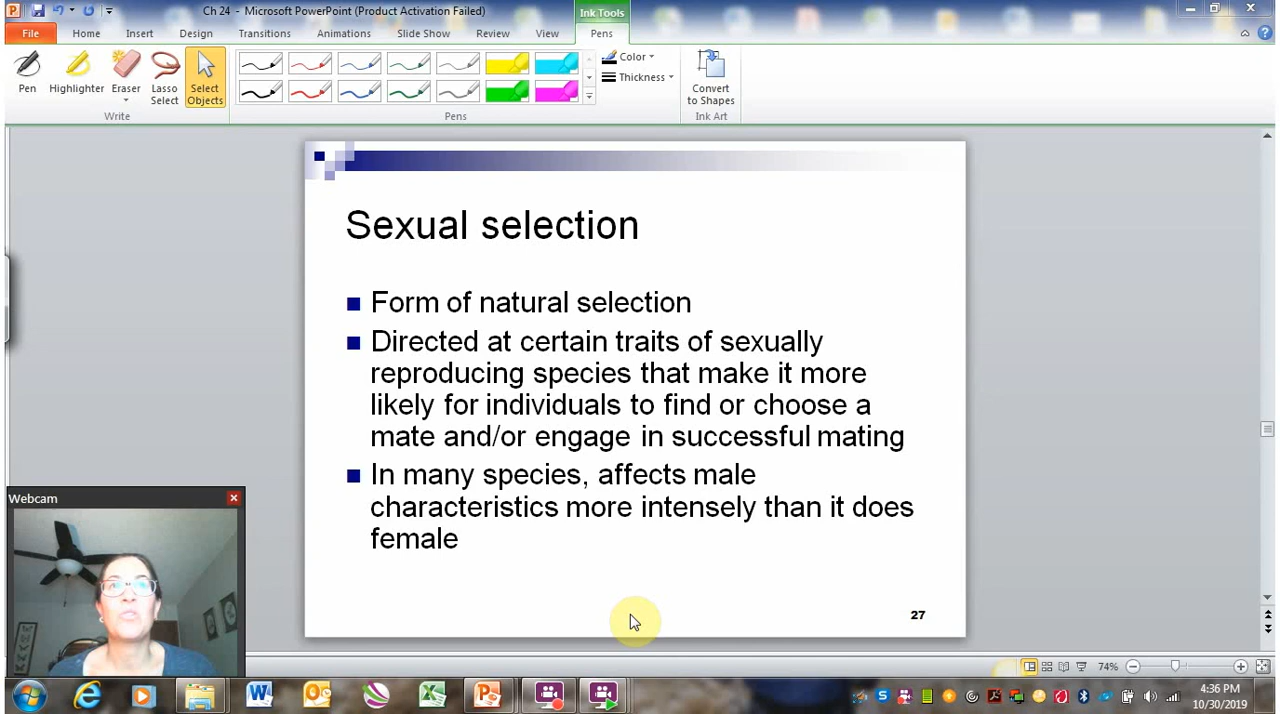 Ch 24 - Microsoft PowerPoint (Product Activation Failed)
Ink Tools
File Home Insert Design Transitions Animations Slide Show Review View Pens
Pen Highlighter Eraser Lasso Select Select Objects
Color
Thickness
Convert to Shapes
Write Pens Ink Art
Sexual selection
Form of natural selection
Directed at certain traits of sexually
reproducing species that make it more
likely for individuals to find or choose a
mate and/or engage in successful mating
In many species, affects male
characteristics more intensely than it does
female
27
Webcam
74%
4:36 PM
10/30/2019